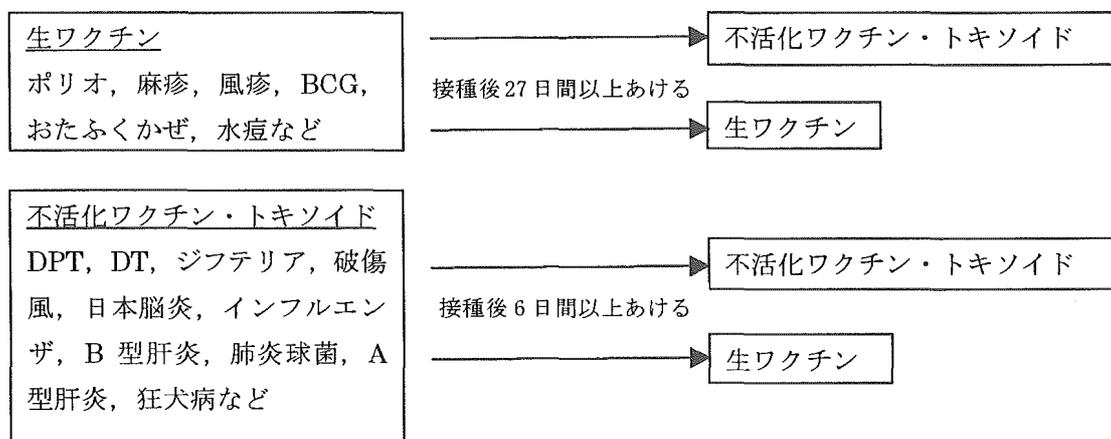 生ワクチン
ポリオ，麻疹，風疹，BCG，
おたふくかぜ，水痘など
接種後27日間以上あける
不活化ワクチン・トキソイド
生ワクチン
不活化ワクチン・トキソイド
DPT，DT，ジフテリア，破傷
風，日本脳炎，インフルエン
ザ，B 型肝炎，肺炎球菌，A
型肝炎，狂犬病など
接種後 6 日間以上あける
不活化ワクチン・トキソイド
生ワクチン